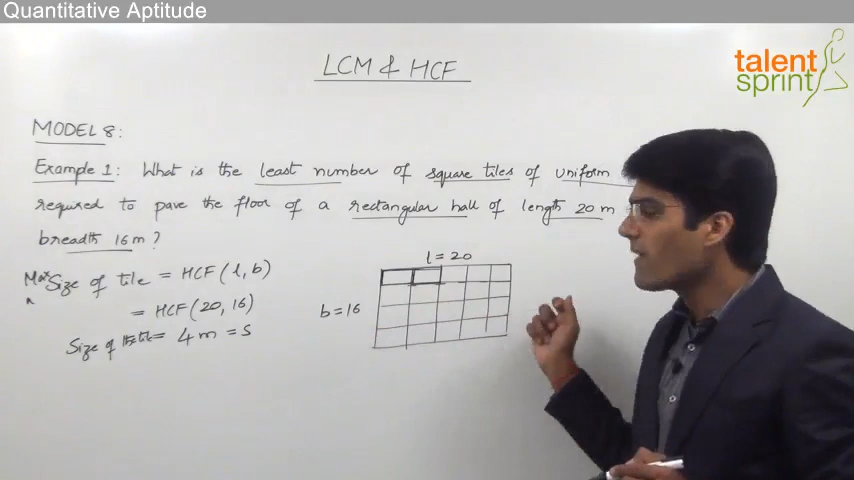 Quantitative Aptitude
talent
sprint
LCM & HCF
MODEL 8:
Example 1: What is the least number of square tiles of uniform
required to pave the floor of a rectangular hall of length 20 m
breadth 16 m?
l = 20
Max Size of tile = HCF (l, b)
= HCF (20, 16)
b = 16
Size of the tile = 4 m = S